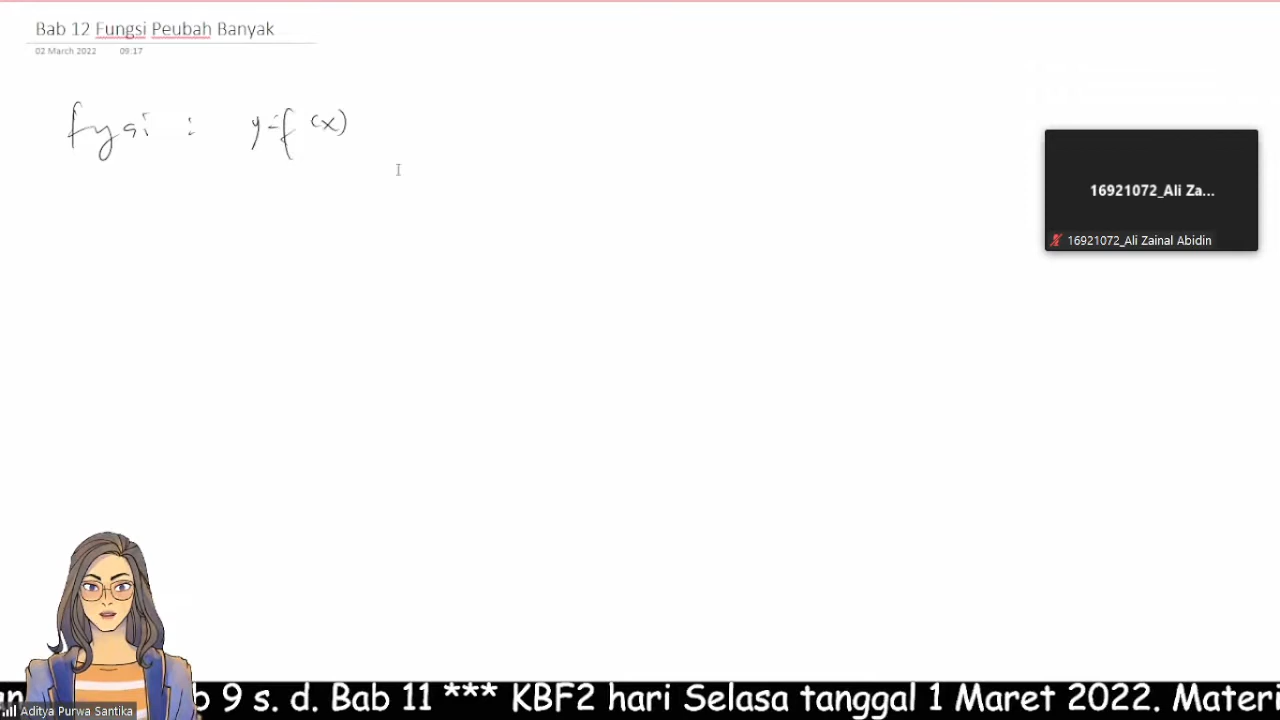 Bab 12 Fungsi Peubah Banyak
02 March 2022 09:17
fgsi : y=f(x)
16921072_Ali Za...
16921072_Ali Zainal Abidin
9 s. d. Bab 11 *** KBF2 hari Selasa tanggal 1 Maret 2022. Materi
Aditya Purwa Santika